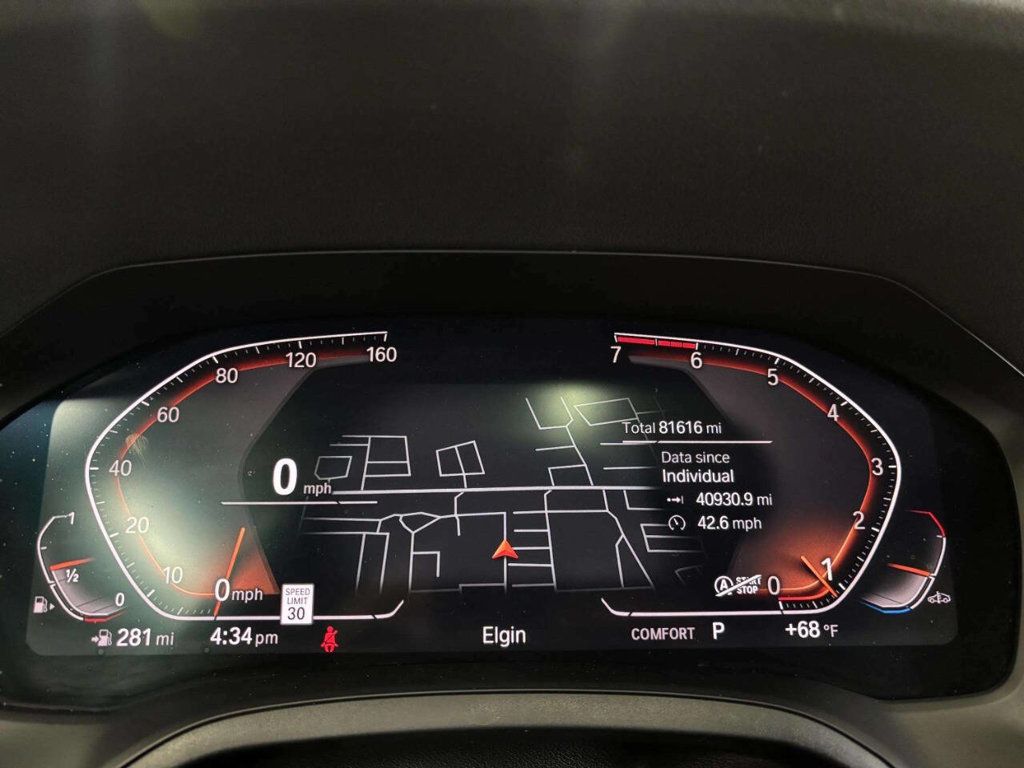 160
120
80
60
40
20
10
0 mph
0 mph
SPEED
LIMIT
30
1
½
0
281 mi
4:34 pm
Elgin
Total 81616 mi
Data since
Individual
40930.9 mi
42.6 mph
7
6
5
4
3
2
1
0
A START
STOP
COMFORT P +68 °F